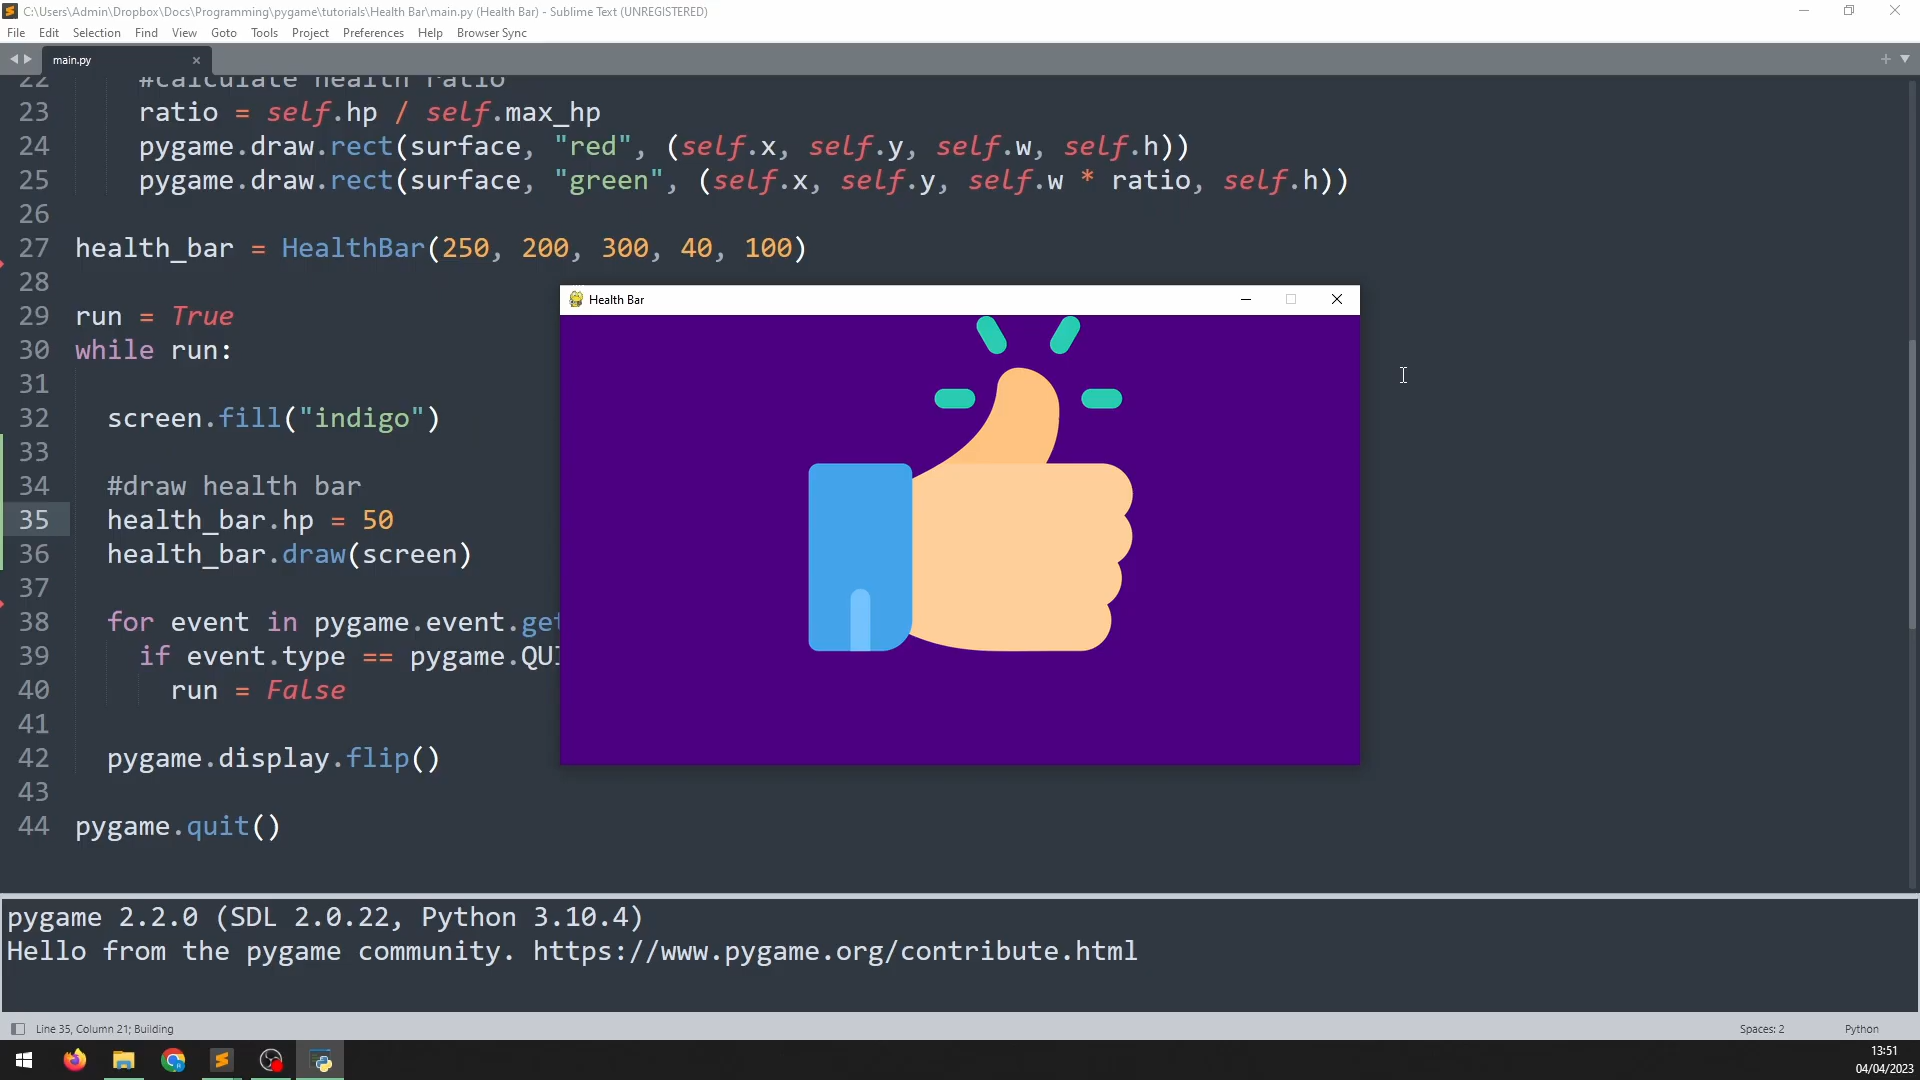 C:\Users\Admin\Dropbox\Docs\Programming\pygame\tutorials\Health Bar\main.py (Health Bar) - Sublime Text (UNREGISTERED)
File Edit Selection Find View Goto Tools Project Preferences Help Browser Sync
main.py
22 #calculate health ratio
23 ratio = self.hp / self.max_hp
24 pygame.draw.rect(surface, "red", (self.x, self.y, self.w, self.h))
25 pygame.draw.rect(surface, "green", (self.x, self.y, self.w * ratio, self.h))
26
27 health_bar = HealthBar(250, 200, 300, 40, 100)
28
Health Bar
29 run = True
30 while run:
31
32 screen.fill("indigo")
33
34 #draw health bar
35 health_bar.hp = 50
36 health_bar.draw(screen)
37
38 for event in pygame.event.get
39 if event.type == pygame.QUI
40 run = False
41
42 pygame.display.flip()
43
44 pygame.quit()
pygame 2.2.0 (SDL 2.0.22, Python 3.10.4)
Hello from the pygame community. https://www.pygame.org/contribute.html
Line 35, Column 21; Building
Spaces: 2
Python
13:51
04/04/2023